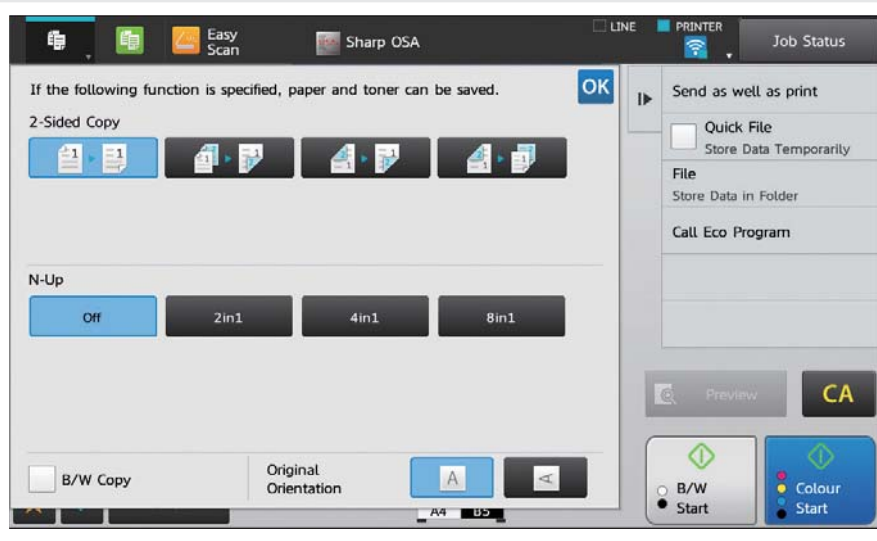 Easy
Scan
Sharp OSA
LINE
PRINTER
Job Status
If the following function is specified, paper and toner can be saved.
OK
2-Sided Copy
N-Up
Off
2in1
4in1
8in1
B/W Copy
Original
Orientation
A
A
A4
B5
Send as well as print
Quick File
Store Data Temporarily
File
Store Data in Folder
Call Eco Program
Preview
CA
B/W
Start
Colour
Start